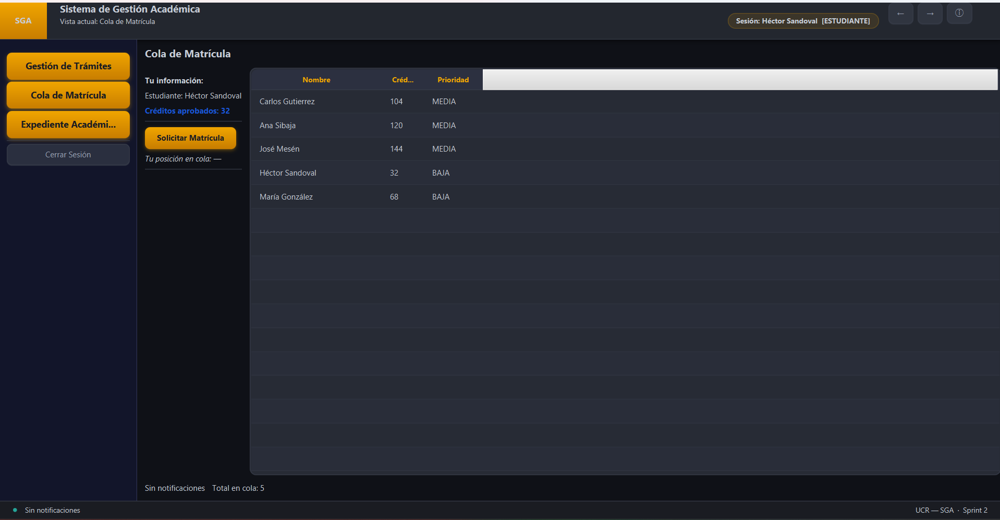 SGA
Sistema de Gestión Académica
Vista actual: Cola de Matrícula
Sesión: Héctor Sandoval [ESTUDIANTE]
← → ⓘ
Gestión de Trámites
Cola de Matrícula
Expediente Académi...
Cerrar Sesión
Cola de Matrícula
Tu información:
Estudiante: Héctor Sandoval
Créditos aprobados: 32
Solicitar Matrícula
Tu posición en cola: —
Nombre Créd... Prioridad
Carlos Gutierrez 104 MEDIA
Ana Sibaja 120 MEDIA
José Mesén 144 MEDIA
Héctor Sandoval 32 BAJA
María González 68 BAJA
Sin notificaciones Total en cola: 5
Sin notificaciones
UCR — SGA · Sprint 2